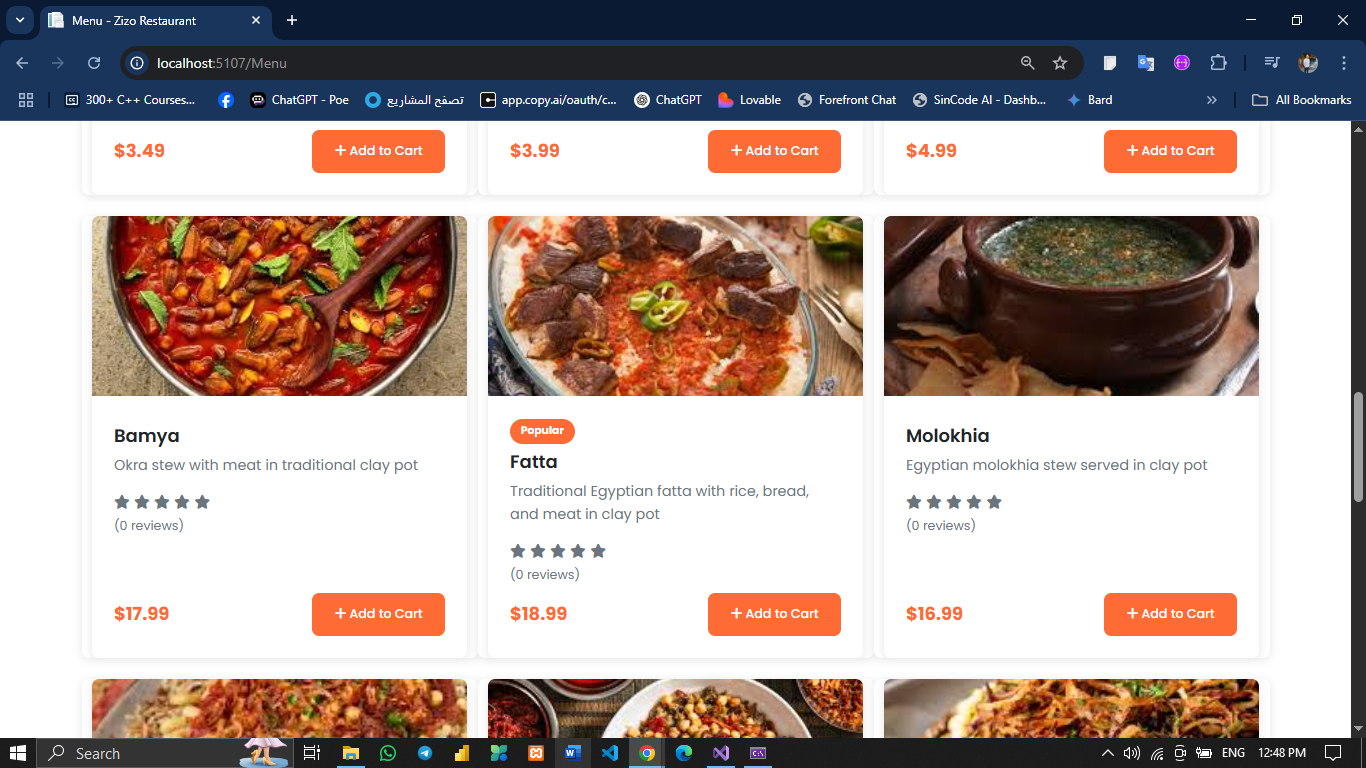 Menu - Zizo Restaurant
localhost:5107/Menu
300+ C++ Courses...
ChatGPT - Poe
تصفح المشاريع
app.copy.ai/oauth/c...
ChatGPT
Lovable
Forefront Chat
SinCode AI - Dashb...
Bard
All Bookmarks
$3.49
+ Add to Cart
$3.99
+ Add to Cart
$4.99
+ Add to Cart
Bamya
Okra stew with meat in traditional clay pot
(0 reviews)
$17.99
+ Add to Cart
Popular
Fatta
Traditional Egyptian fatta with rice, bread,
and meat in clay pot
(0 reviews)
$18.99
+ Add to Cart
Molokhia
Egyptian molokhia stew served in clay pot
(0 reviews)
$16.99
+ Add to Cart
Search
ENG
12:48 PM